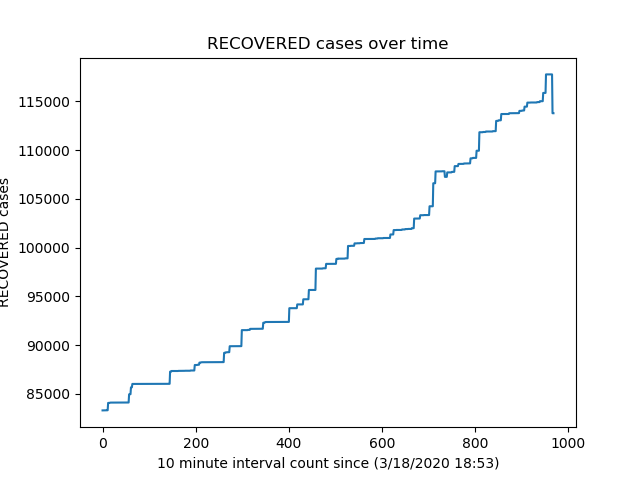 RECOVERED cases over time
115000
110000
105000
100000
95000
90000
85000
RECOVERED cases
0 200 400 600 800 1000
10 minute interval count since (3/18/2020 18:53)